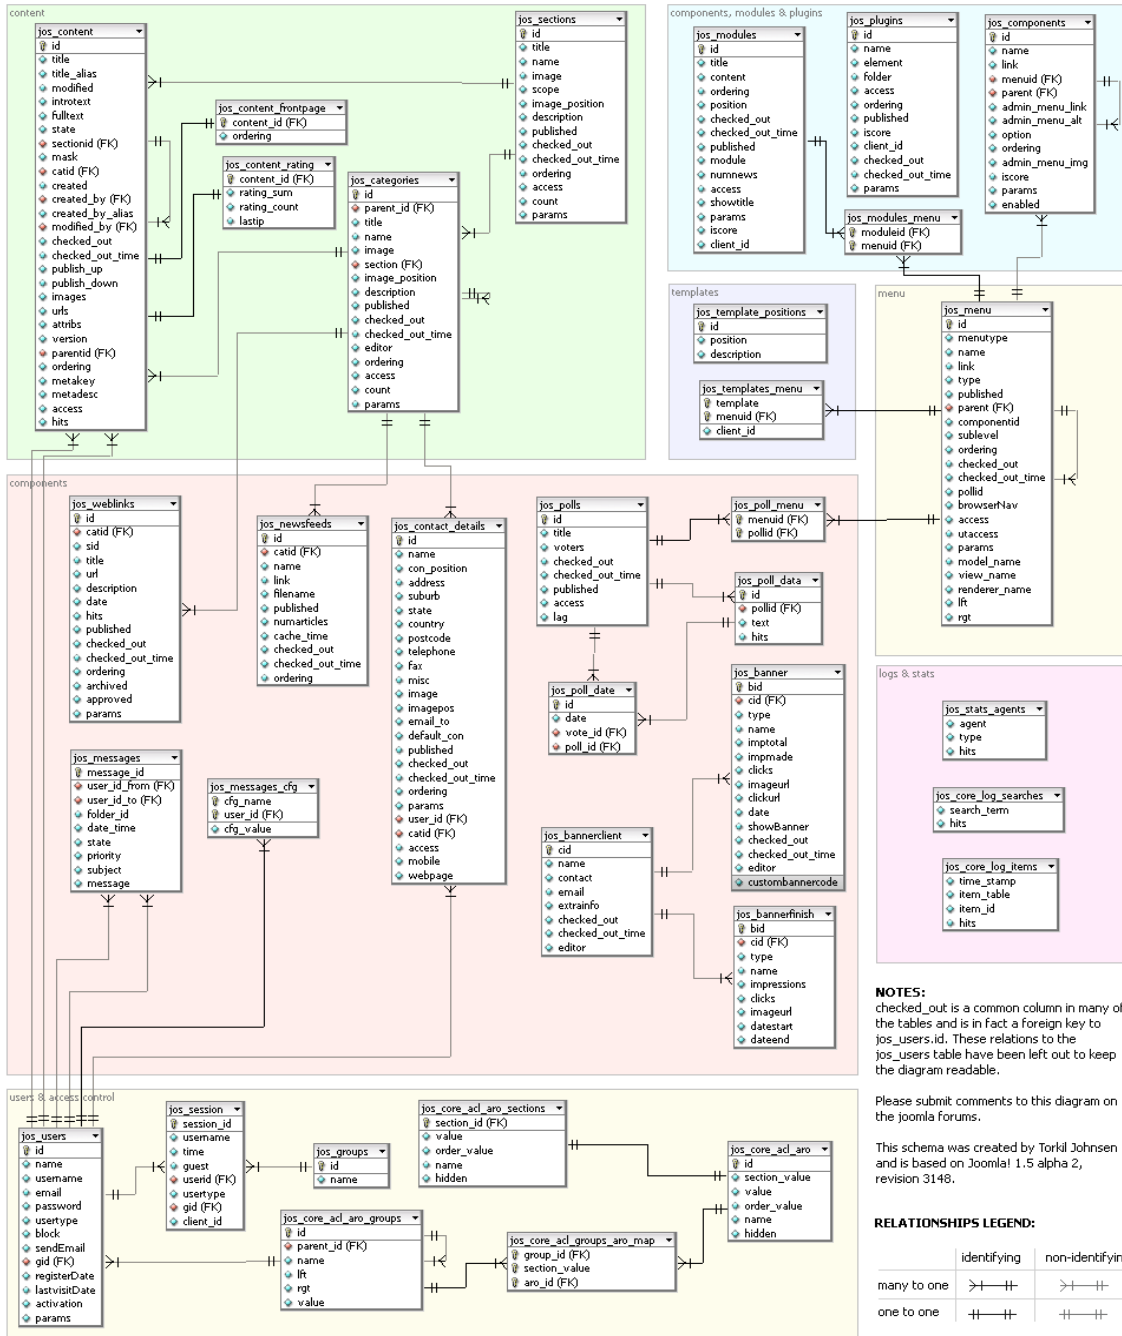 content
jos_content
id
title
title_alias
modified
introtext
fulltext
state
sectionid (FK)
mask
catid (FK)
created
created_by (FK)
created_by_alias
modified_by (FK)
checked_out
checked_out_time
publish_up
publish_down
images
urls
attribs
version
parentid (FK)
ordering
metakey
metadesc
access
hits
jos_content_frontpage
content_id (FK)
ordering
jos_content_rating
content_id (FK)
rating_sum
rating_count
lastip
jos_categories
id
parent_id (FK)
title
name
image
section (FK)
image_position
description
published
checked_out
checked_out_time
editor
ordering
access
count
params
jos_sections
id
title
name
image
scope
image_position
description
published
checked_out
checked_out_time
ordering
access
count
params
components, modules & plugins
jos_modules
id
title
content
ordering
position
checked_out
checked_out_time
published
module
numnews
access
showtitle
params
iscore
client_id
jos_plugins
id
name
element
folder
access
ordering
published
iscore
client_id
checked_out
checked_out_time
params
jos_components
id
name
link
menuid (FK)
parent (FK)
admin_menu_link
admin_menu_alt
option
ordering
admin_menu_img
iscore
params
enabled
jos_modules_menu
moduleid (FK)
menuid (FK)
templates
jos_template_positions
id
position
description
jos_templates_menu
template
menuid (FK)
client_id
menu
jos_menu
id
menutype
name
link
type
published
parent (FK)
componentid
sublevel
ordering
checked_out
checked_out_time
pollid
browserNav
access
utaccess
params
model_name
view_name
renderer_name
lft
rgt
components
jos_weblinks
id
catid (FK)
sid
title
url
description
date
hits
published
checked_out
checked_out_time
ordering
archived
approved
params
jos_newsfeeds
id
catid (FK)
name
link
filename
published
numarticles
cache_time
checked_out
checked_out_time
ordering
jos_contact_details
id
name
con_position
address
suburb
state
country
postcode
telephone
fax
misc
image
imagepos
email_to
default_con
published
checked_out
checked_out_time
ordering
params
user_id (FK)
catid (FK)
access
mobile
webpage
jos_polls
id
title
voters
checked_out
checked_out_time
published
access
lag
jos_poll_menu
menuid (FK)
pollid (FK)
jos_poll_data
id
pollid (FK)
text
hits
jos_poll_date
id
date
vote_id (FK)
poll_id (FK)
jos_banner
bid
cid (FK)
type
name
imptotal
impmade
clicks
imageurl
clickurl
date
showBanner
checked_out
checked_out_time
editor
custombannercode
jos_messages
message_id
user_id_from (FK)
user_id_to (FK)
folder_id
date_time
state
priority
subject
message
jos_messages_cfg
cfg_name
user_id (FK)
cfg_value
jos_bannerclient
cid
name
contact
email
extrainfo
checked_out
checked_out_time
editor
jos_bannerfinish
bid
cid (FK)
type
name
impressions
clicks
imageurl
datestart
dateend
logs & stats
jos_stats_agents
agent
type
hits
jos_core_log_searches
search_term
hits
jos_core_log_items
time_stamp
item_table
item_id
hits
NOTES:
checked_out is a common column in many of
the tables and is in fact a foreign key to
jos_users.id. These relations to the
jos_users table have been left out to keep
the diagram readable.
Please submit comments to this diagram on
the joomla forums.
This schema was created by Torkil Johnsen
and is based on Joomla! 1.5 alpha 2,
revision 3148.
RELATIONSHIPS LEGEND:
identifying non-identifyin
many to one
one to one
users & access control
jos_users
id
name
username
email
password
usertype
block
sendEmail
gid (FK)
registerDate
lastvisitDate
activation
params
jos_session
session_id
username
time
guest
userid (FK)
usertype
gid (FK)
client_id
jos_groups
id
name
jos_core_acl_aro_sections
section_id (FK)
value
order_value
name
hidden
jos_core_acl_aro_groups
id
parent_id (FK)
name
lft
rgt
value
jos_core_acl_groups_aro_map
group_id (FK)
section_value
aro_id (FK)
jos_core_acl_aro
id
section_value
value
order_value
name
hidden